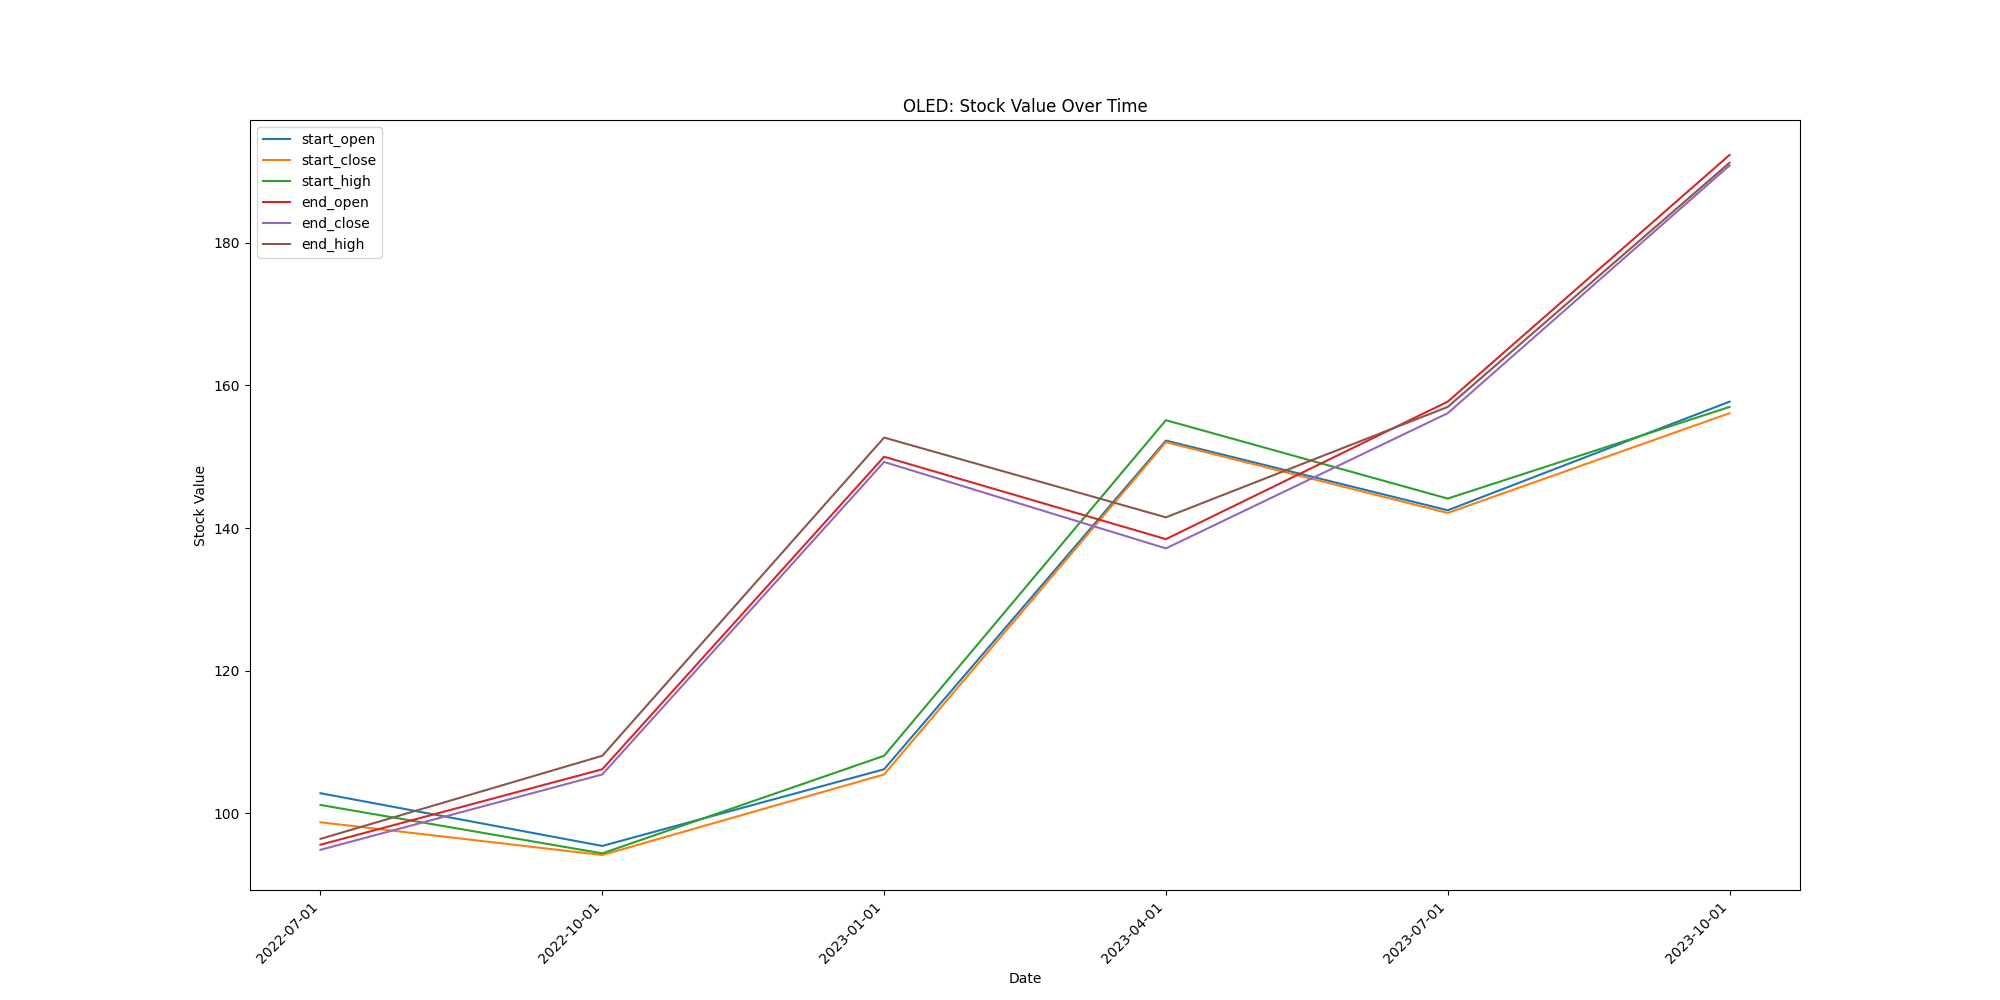 OLED: Stock Value Over Time
start_open
start_close
start_high
end_open
end_close
end_high
180
160
140
120
100
Stock Value
2022-07-01
2022-10-01
2023-01-01
2023-04-01
2023-07-01
2023-10-01
Date